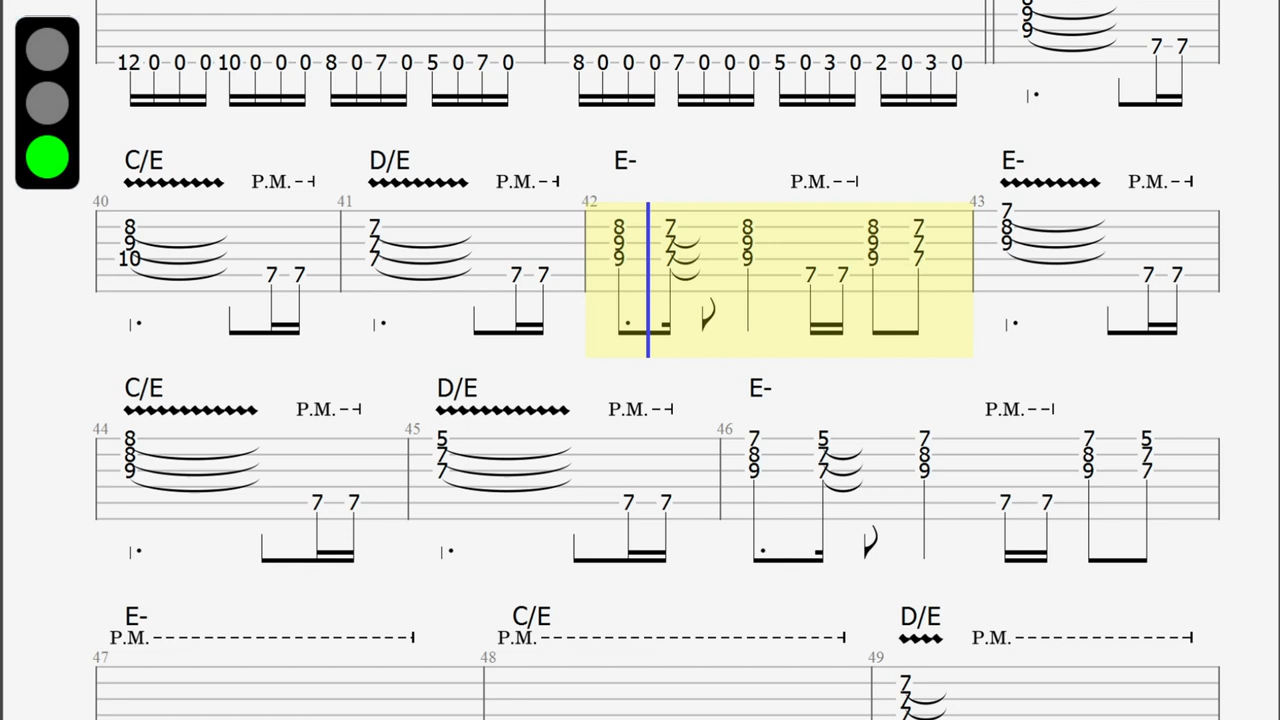 9
9
12 0 0 0 10 0 0 0 8 0 7 0 5 0 7 0 8 0 0 0 7 0 0 0 5 0 3 0 2 0 3 0 7 7
C/E D/E E- E-
P.M. P.M. P.M. P.M.
40 41 42 43
7
8 7 8 7 8 8 7 8
9 7 9 7 9 9 7 9
10 7 9 7 9 9 7
7 7 7 7 7 7 7 7
C/E D/E E-
P.M. P.M. P.M.
44 45 46
8 5 7 5 7 7 5
8 7 8 7 8 8 7
9 7 9 7 9 9 7
7 7 7 7 7 7
E- C/E D/E
P.M. P.M. P.M.
47 48 49
7
7
7